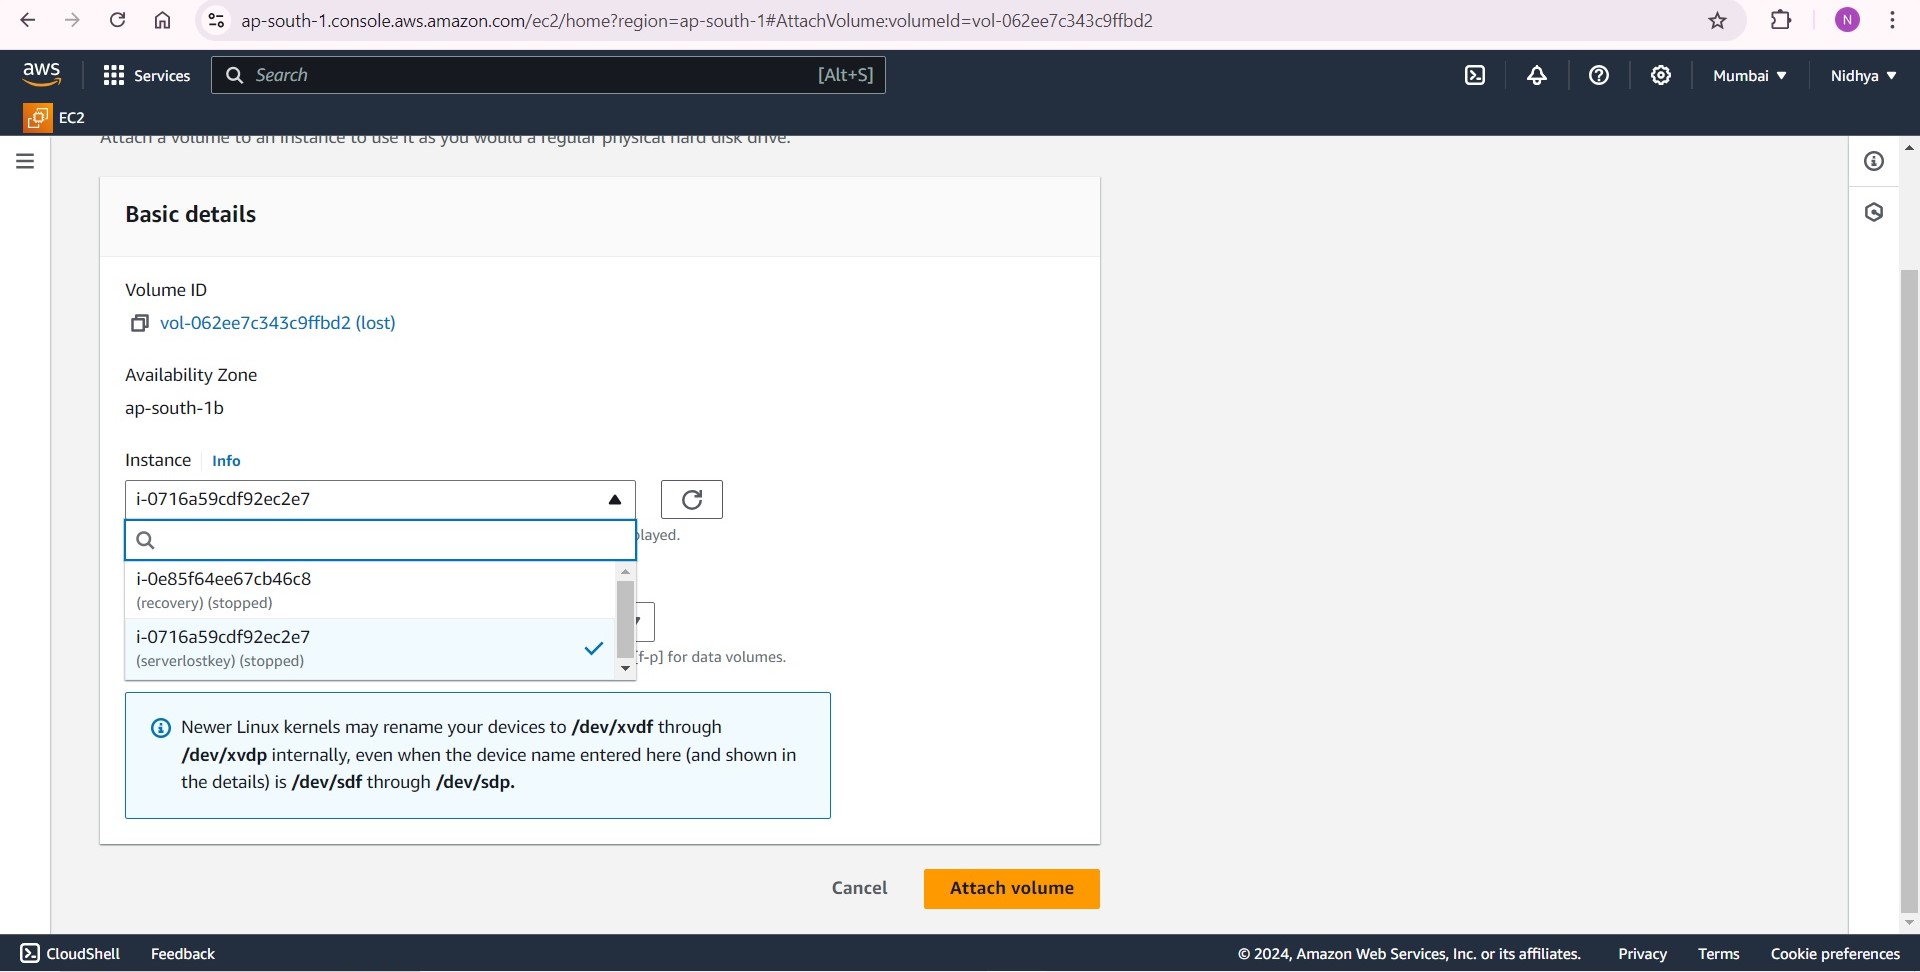 ap-south-1.console.aws.amazon.com/ec2/home?region=ap-south-1#AttachVolume:volumeId=vol-062ee7c343c9ffbd2
N
aws
Services
Search
[Alt+S]
Mumbai ▼
Nidhya ▼
EC2
Attach a volume to an instance to use it as you would a regular physical hard disk drive.
Basic details
Volume ID
vol-062ee7c343c9ffbd2 (lost)
Availability Zone
ap-south-1b
Instance
Info
i-0716a59cdf92ec2e7
played.
i-0e85f64ee67cb46c8
(recovery) (stopped)
i-0716a59cdf92ec2e7
(serverlostkey) (stopped)
[f-p] for data volumes.
Newer Linux kernels may rename your devices to /dev/xvdf through
/dev/xvdp internally, even when the device name entered here (and shown in
the details) is /dev/sdf through /dev/sdp.
Cancel
Attach volume
CloudShell
Feedback
© 2024, Amazon Web Services, Inc. or its affiliates.
Privacy
Terms
Cookie preferences